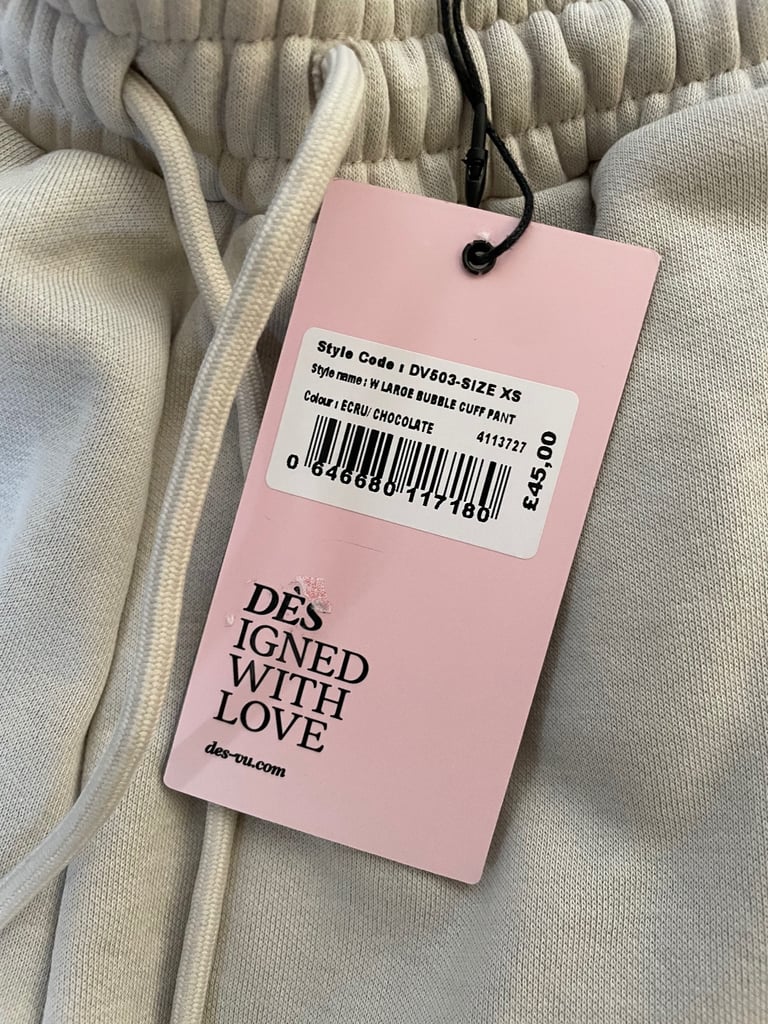 Style Code : DV503-SIZE XS
Style name : W LARGE BUBBLE CUFF PANT
Colour : ECRU/ CHOCOLATE
4113727
£45,00
0 646680 117180
DÈS
IGNED
WITH
LOVE
des-vu.com